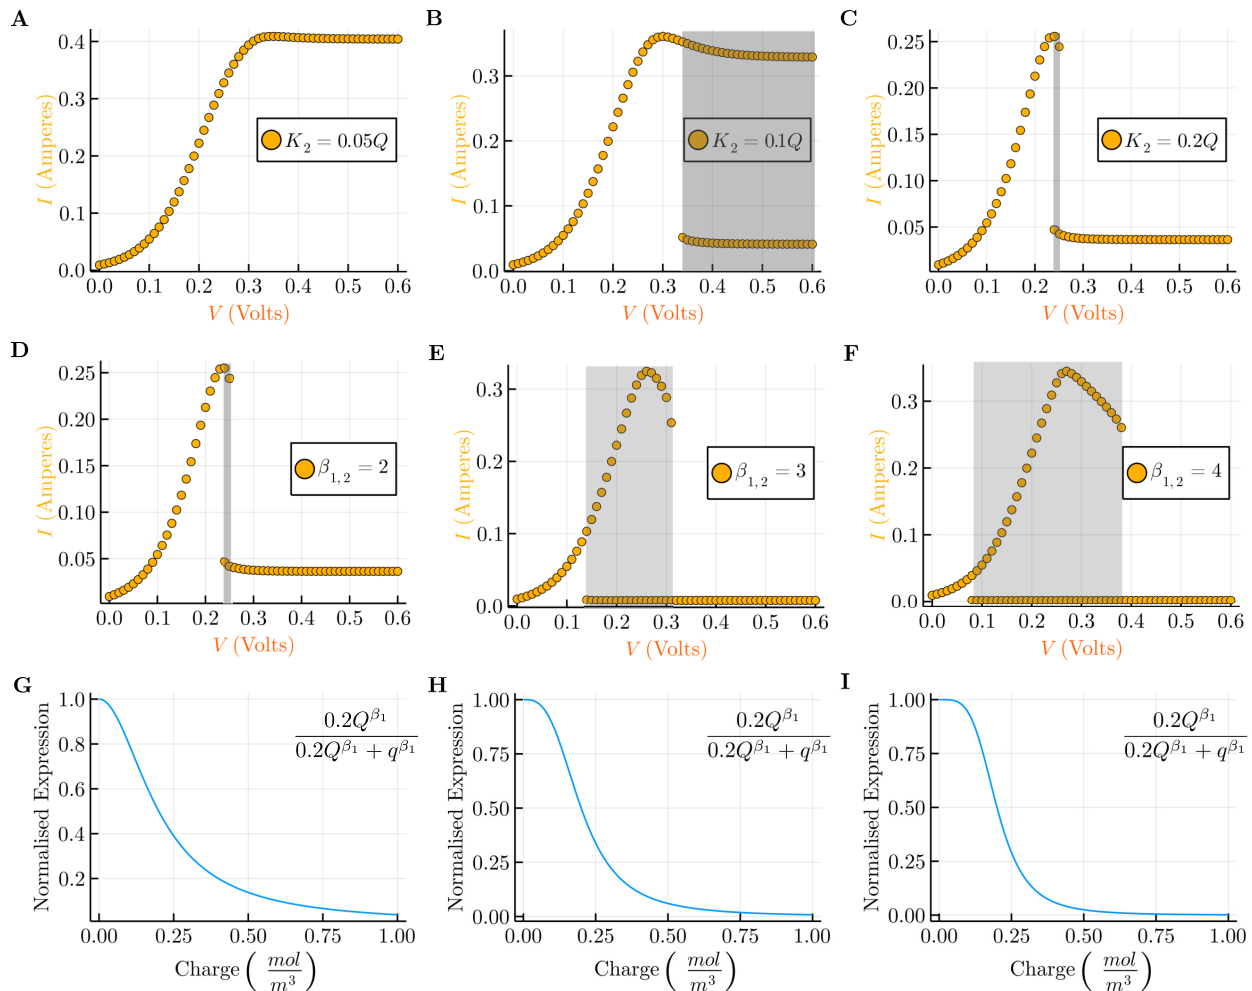 A
I (Amperes)
0.4
0.3
0.2
0.1
0.0
K₂ = 0.05Q
0.0 0.1 0.2 0.3 0.4 0.5 0.6
V (Volts)
B
I (Amperes)
0.3
0.2
0.1
0.0
K₂ = 0.1Q
0.0 0.1 0.2 0.3 0.4 0.5 0.6
V (Volts)
C
I (Amperes)
0.25
0.20
0.15
0.10
0.05
K₂ = 0.2Q
0.0 0.1 0.2 0.3 0.4 0.5 0.6
V (Volts)
D
I (Amperes)
0.25
0.20
0.15
0.10
0.05
β₁,₂ = 2
0.0 0.1 0.2 0.3 0.4 0.5 0.6
V (Volts)
E
I (Amperes)
0.3
0.2
0.1
0.0
β₁,₂ = 3
0.0 0.1 0.2 0.3 0.4 0.5 0.6
V (Volts)
F
I (Amperes)
0.3
0.2
0.1
0.0
β₁,₂ = 4
0.0 0.1 0.2 0.3 0.4 0.5 0.6
V (Volts)
G
Normalised Expression
1.0
0.8
0.6
0.4
0.2
0.2Q^β₁
0.2Q^β₁ + q^β₁
0.00 0.25 0.50 0.75 1.00
Charge ( mol
m³ )
H
Normalised Expression
1.00
0.75
0.50
0.25
0.00
0.2Q^β₁
0.2Q^β₁ + q^β₁
0.00 0.25 0.50 0.75 1.00
Charge ( mol
m³ )
I
Normalised Expression
1.00
0.75
0.50
0.25
0.00
0.2Q^β₁
0.2Q^β₁ + q^β₁
0.00 0.25 0.50 0.75 1.00
Charge ( mol
m³ )